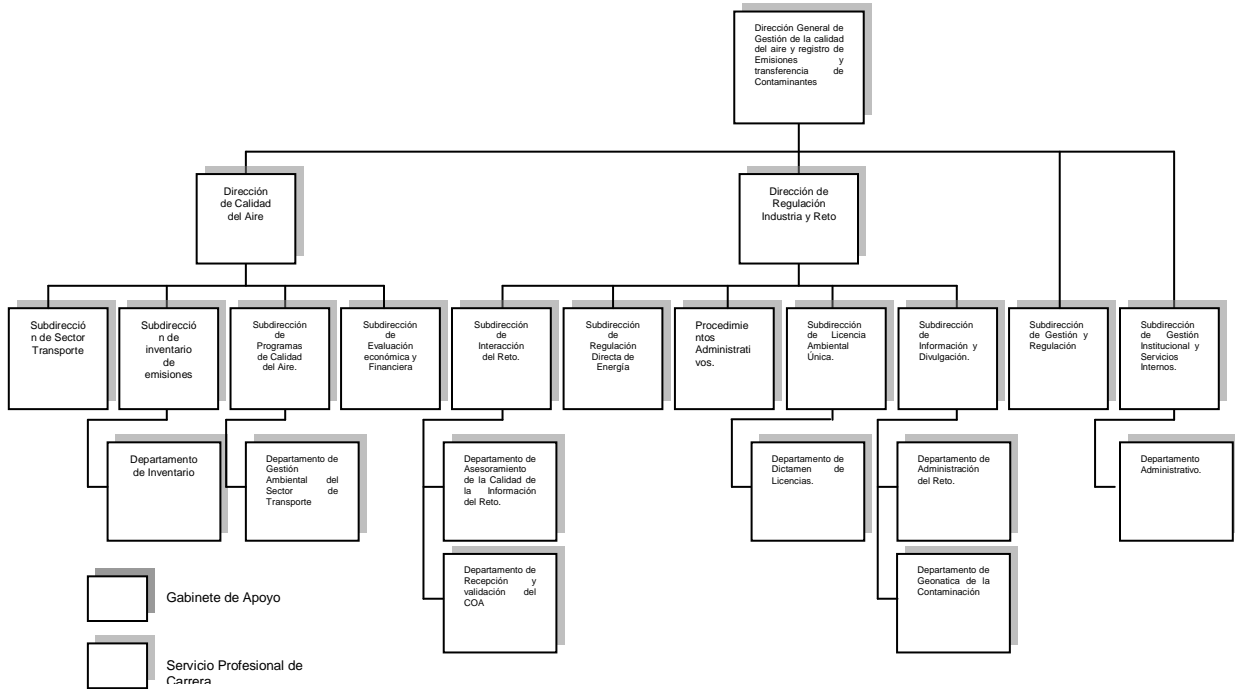 Dirección General de
Gestión de la calidad
del aire y registro de
Emisiones y
transferencia de
Contaminantes
Dirección
de Calidad
del Aire
Dirección de
Regulación
Industria y Reto
Subdirecció
n de Sector
Transporte
Subdirecció
n de
inventario
de
emisiones
Subdirección
de
Programas
de Calidad
del Aire.
Subdirección
de
Evaluación
económica y
Financiera
Subdirección
de
Interacción
del Reto.
Subdirección
de
Regulación
Directa de
Energía
Procedimie
ntos
Administrati
vos.
Subdirección
de Licencia
Ambiental
Única.
Subdirección
de
Información y
Divulgación.
Subdirección
de Gestión y
Regulación
Subdirección
de Gestión
Institucional y
Servicios
Internos.
Departamento
de Inventario
Departamento de
Gestión
Ambiental del
Sector de
Transporte
Departamento de
Asesoramiento
de la Calidad de
la Información
del Reto.
Departamento de
Dictamen de
Licencias.
Departamento de
Administración
del Reto.
Departamento
Administrativo.
Departamento de
Recepción y
validación del
COA
Departamento de
Geonatica de la
Contaminación
Gabinete de Apoyo
Servicio Profesional de
Carrera